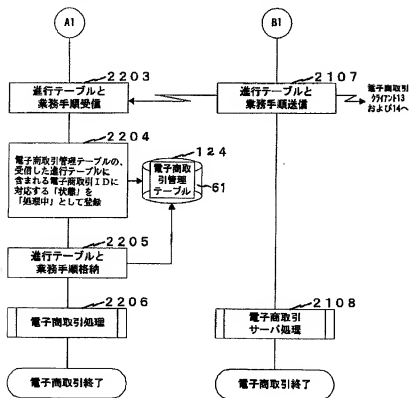 A1
B1
2203
進行テーブルと
業務手順受信
2107
進行テーブルと
業務手順送信
電子商取引
クライアント13
および14へ
2204
電子商取引管理テーブルの、
受信した進行テーブルに
含まれる電子商取引IDに
対応する「状態」を
「処理中」として登録
124
電子商取
引管理
テーブル
61
2205
進行テーブルと
業務手順格納
2206
電子商取引処理
2108
電子商取引
サーバ処理
電子商取引終了
電子商取引終了